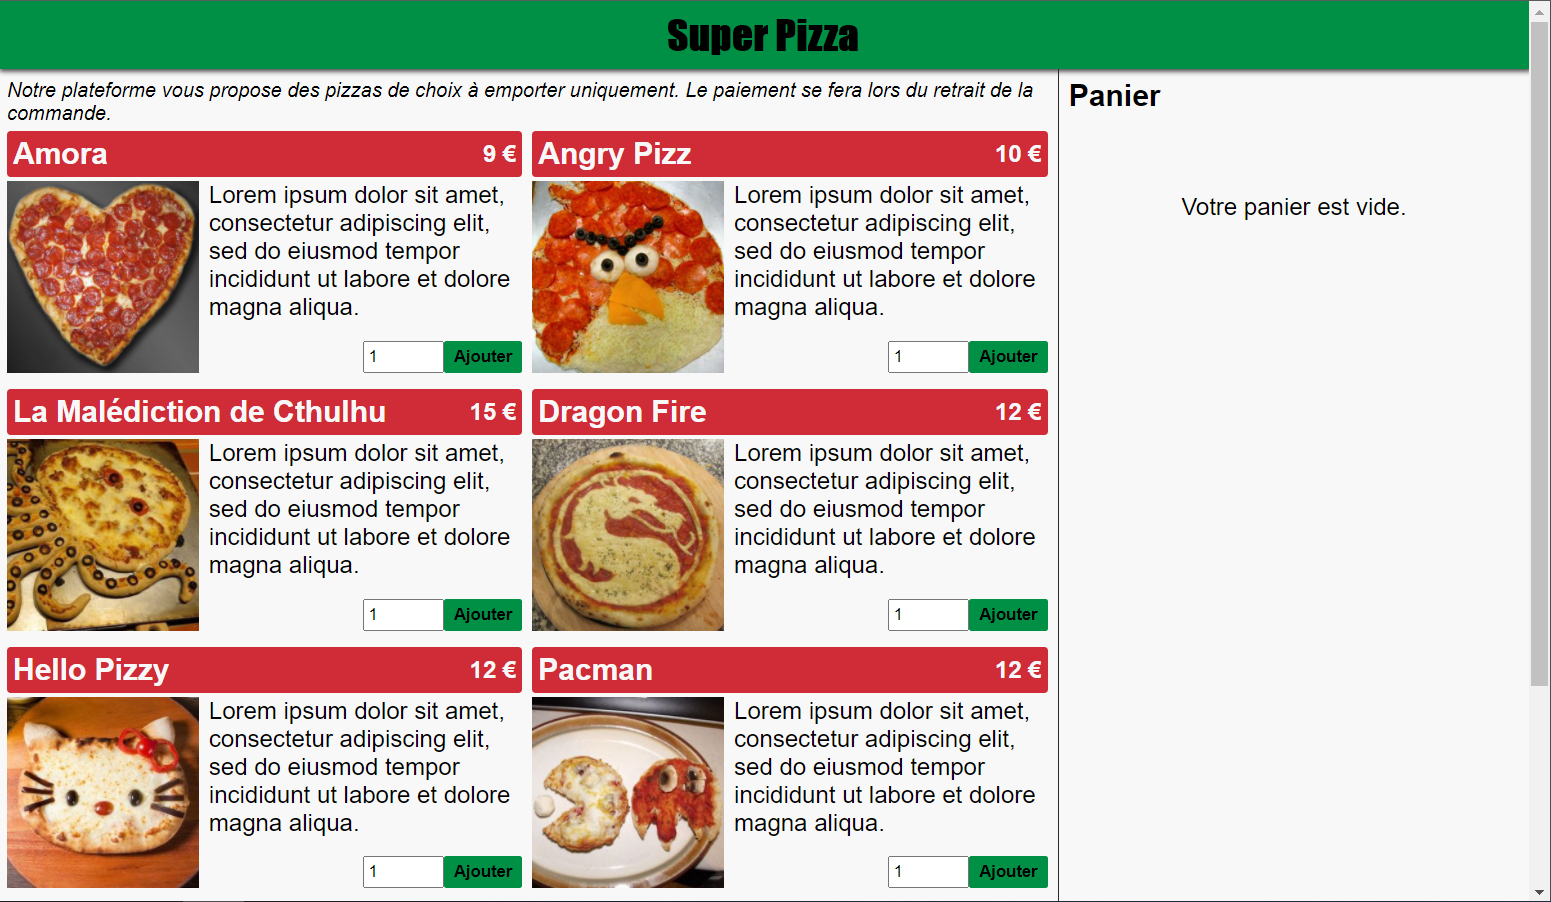 Super Pizza
Notre plateforme vous propose des pizzas de choix à emporter uniquement. Le paiement se fera lors du retrait de la
commande.
Amora 9 €
Lorem ipsum dolor sit amet,
consectetur adipiscing elit,
sed do eiusmod tempor
incididunt ut labore et dolore
magna aliqua.
1 Ajouter
Angry Pizz 10 €
Lorem ipsum dolor sit amet,
consectetur adipiscing elit,
sed do eiusmod tempor
incididunt ut labore et dolore
magna aliqua.
1 Ajouter
La Malédiction de Cthulhu 15 €
Lorem ipsum dolor sit amet,
consectetur adipiscing elit,
sed do eiusmod tempor
incididunt ut labore et dolore
magna aliqua.
1 Ajouter
Dragon Fire 12 €
Lorem ipsum dolor sit amet,
consectetur adipiscing elit,
sed do eiusmod tempor
incididunt ut labore et dolore
magna aliqua.
1 Ajouter
Hello Pizzy 12 €
Lorem ipsum dolor sit amet,
consectetur adipiscing elit,
sed do eiusmod tempor
incididunt ut labore et dolore
magna aliqua.
1 Ajouter
Pacman 12 €
Lorem ipsum dolor sit amet,
consectetur adipiscing elit,
sed do eiusmod tempor
incididunt ut labore et dolore
magna aliqua.
1 Ajouter
Panier
Votre panier est vide.